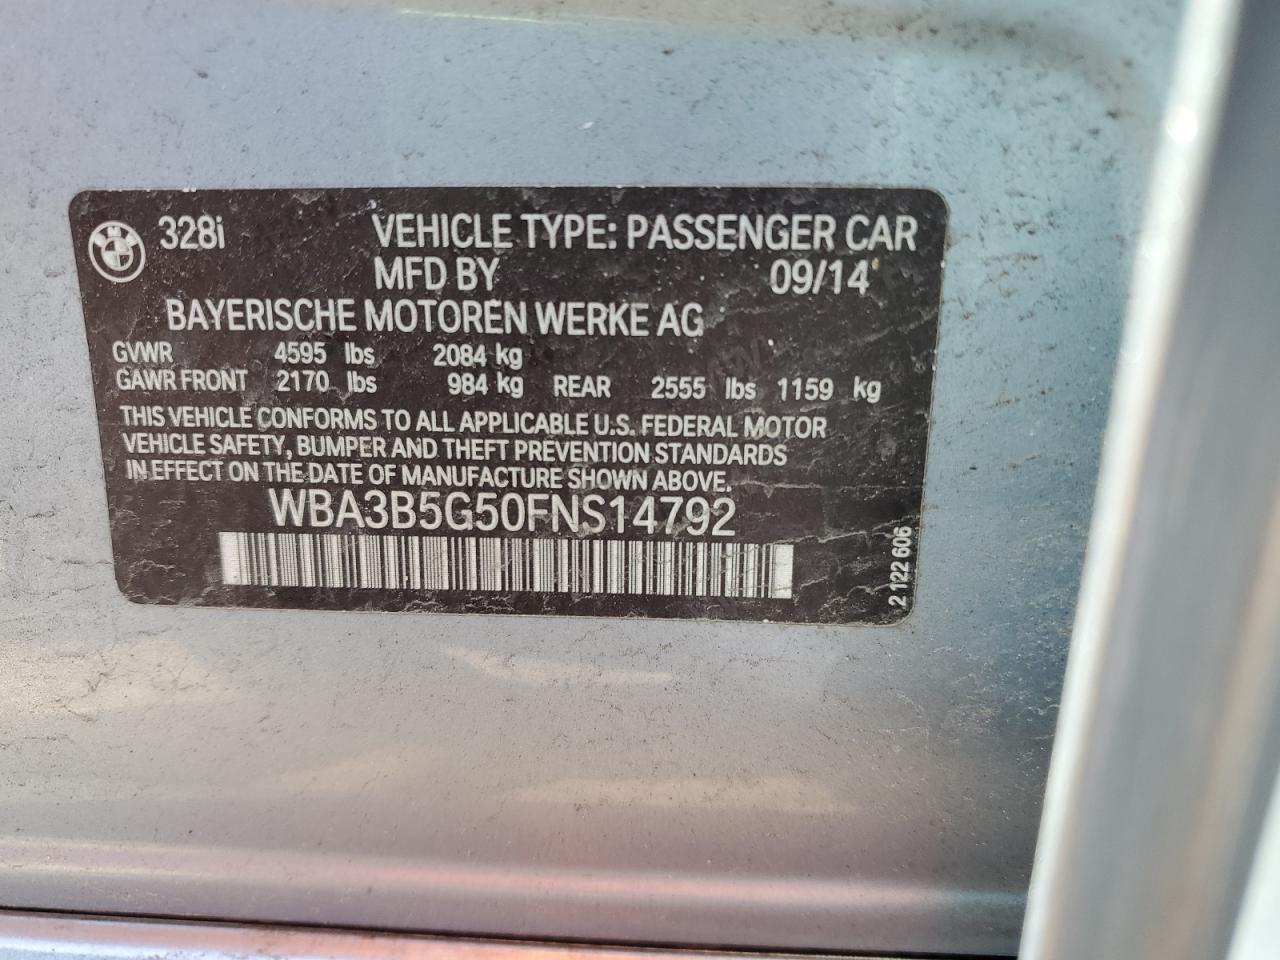 BMW 328i VEHICLE TYPE: PASSENGER CAR
MFD BY 09/14
BAYERISCHE MOTOREN WERKE AG
GVWR 4595 lbs 2084 kg
GAWR FRONT 2170 lbs 984 kg REAR 2555 lbs 1159 kg
THIS VEHICLE CONFORMS TO ALL APPLICABLE U.S. FEDERAL MOTOR
VEHICLE SAFETY, BUMPER AND THEFT PREVENTION STANDARDS
IN EFFECT ON THE DATE OF MANUFACTURE SHOWN ABOVE.
WBA3B5G50FNS14792
2 122 606